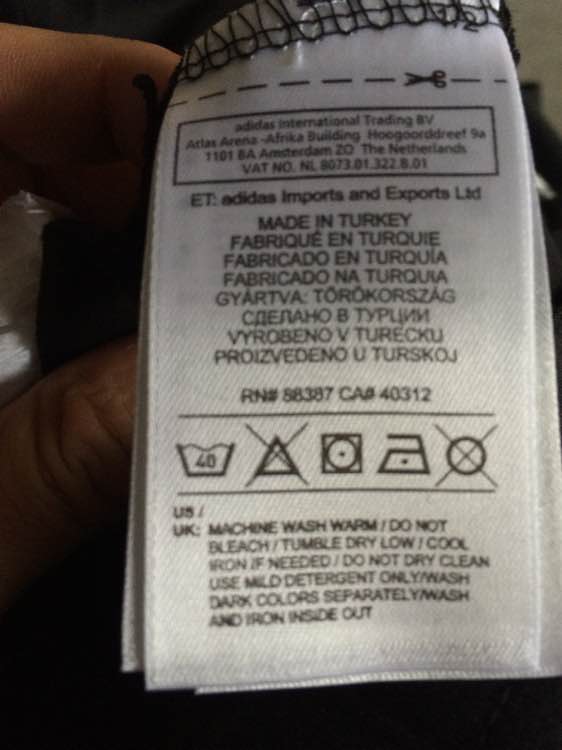 1/2
adidas International Trading BV
Atlas Arena -Afrika Building Hoogoorddreef 9a
1101 BA Amsterdam ZO The Netherlands
VAT NO. NL 8073.01.322.B.01
ET: adidas Imports and Exports Ltd
MADE IN TURKEY
FABRIQUÉ EN TURQUIE
FABRICADO EN TURQUÍA
FABRICADO NA TURQUIA
GYÁRTVA: TÖRÖKORSZÁG
СДЕЛАНО В ТУРЦИИ
VYROBENO V TURECKU
PROIZVEDENO U TURSKOJ
RN# 88387 CA# 40312
40
US /
UK: MACHINE WASH WARM / DO NOT
BLEACH / TUMBLE DRY LOW / COOL
IRON IF NEEDED / DO NOT DRY CLEAN
USE MILD DETERGENT ONLY/WASH
DARK COLORS SEPARATELY/WASH
AND IRON INSIDE OUT